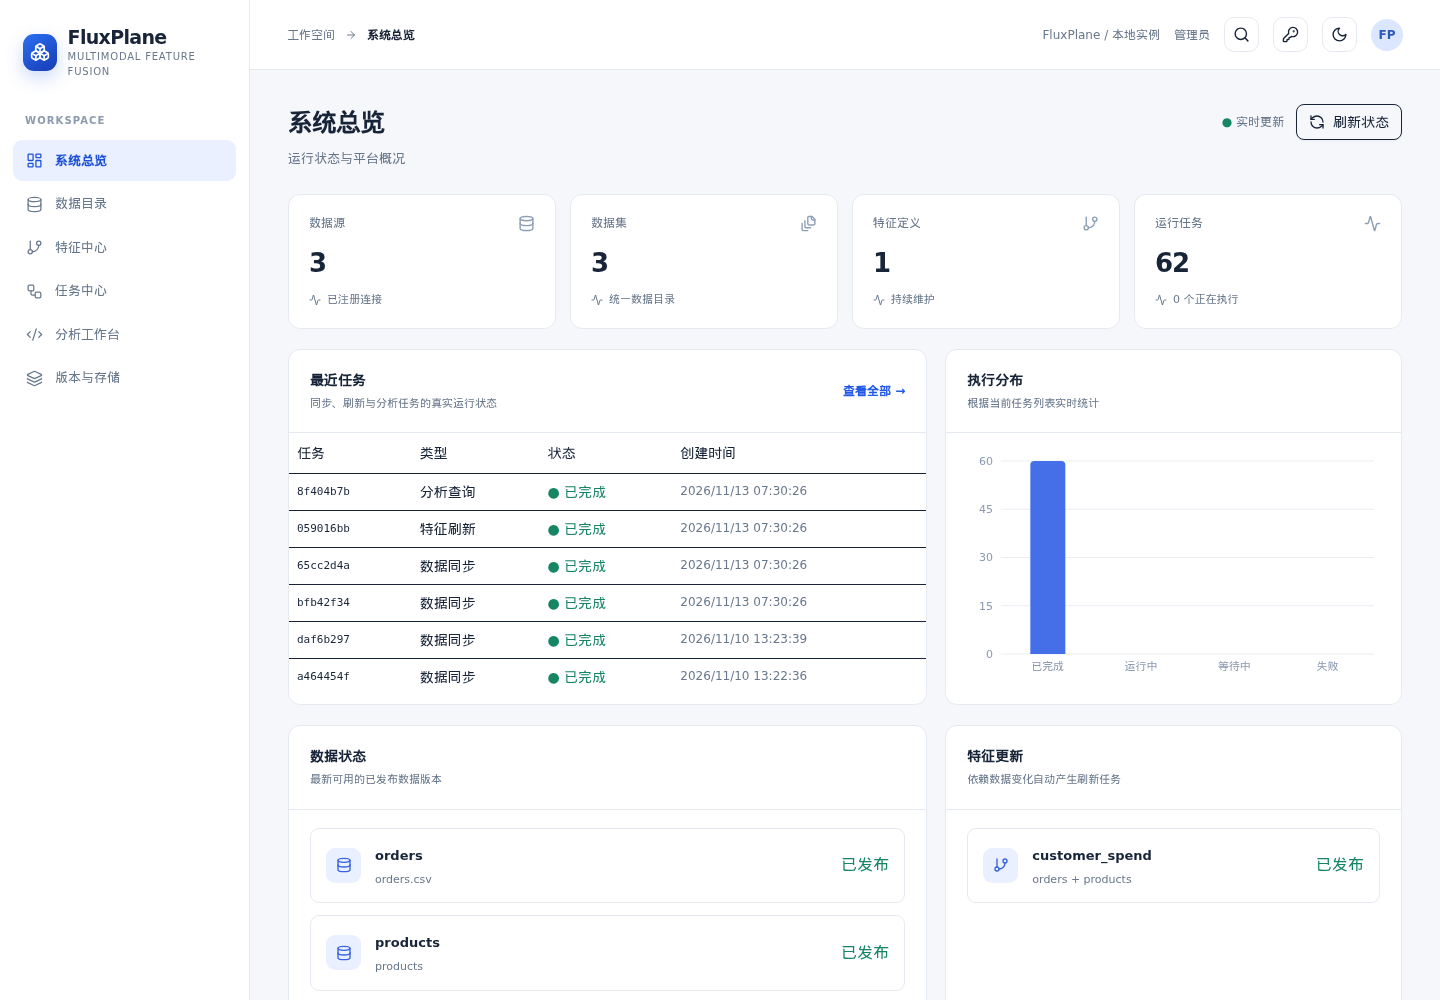 FluxPlane
MULTIMODAL FEATURE
FUSION
WORKSPACE
系统总览
数据目录
特征中心
任务中心
分析工作台
版本与存储
工作空间 → 系统总览
FluxPlane / 本地实例 管理员 FP
系统总览
运行状态与平台概况
实时更新 刷新状态
数据源
3
已注册连接
数据集
3
统一数据目录
特征定义
1
持续维护
运行任务
62
0 个正在执行
最近任务
同步、刷新与分析任务的真实运行状态
查看全部 →
任务 类型 状态 创建时间
8f404b7b 分析查询 已完成 2026/11/13 07:30:26
059016bb 特征刷新 已完成 2026/11/13 07:30:26
65cc2d4a 数据同步 已完成 2026/11/13 07:30:26
bfb42f34 数据同步 已完成 2026/11/13 07:30:26
daf6b297 数据同步 已完成 2026/11/10 13:23:39
a464454f 数据同步 已完成 2026/11/10 13:22:36
执行分布
根据当前任务列表实时统计
60
45
30
15
0
已完成 运行中 等待中 失败
数据状态
最新可用的已发布数据版本
orders
orders.csv
已发布
products
products
已发布
特征更新
依赖数据变化自动产生刷新任务
customer_spend
orders + products
已发布